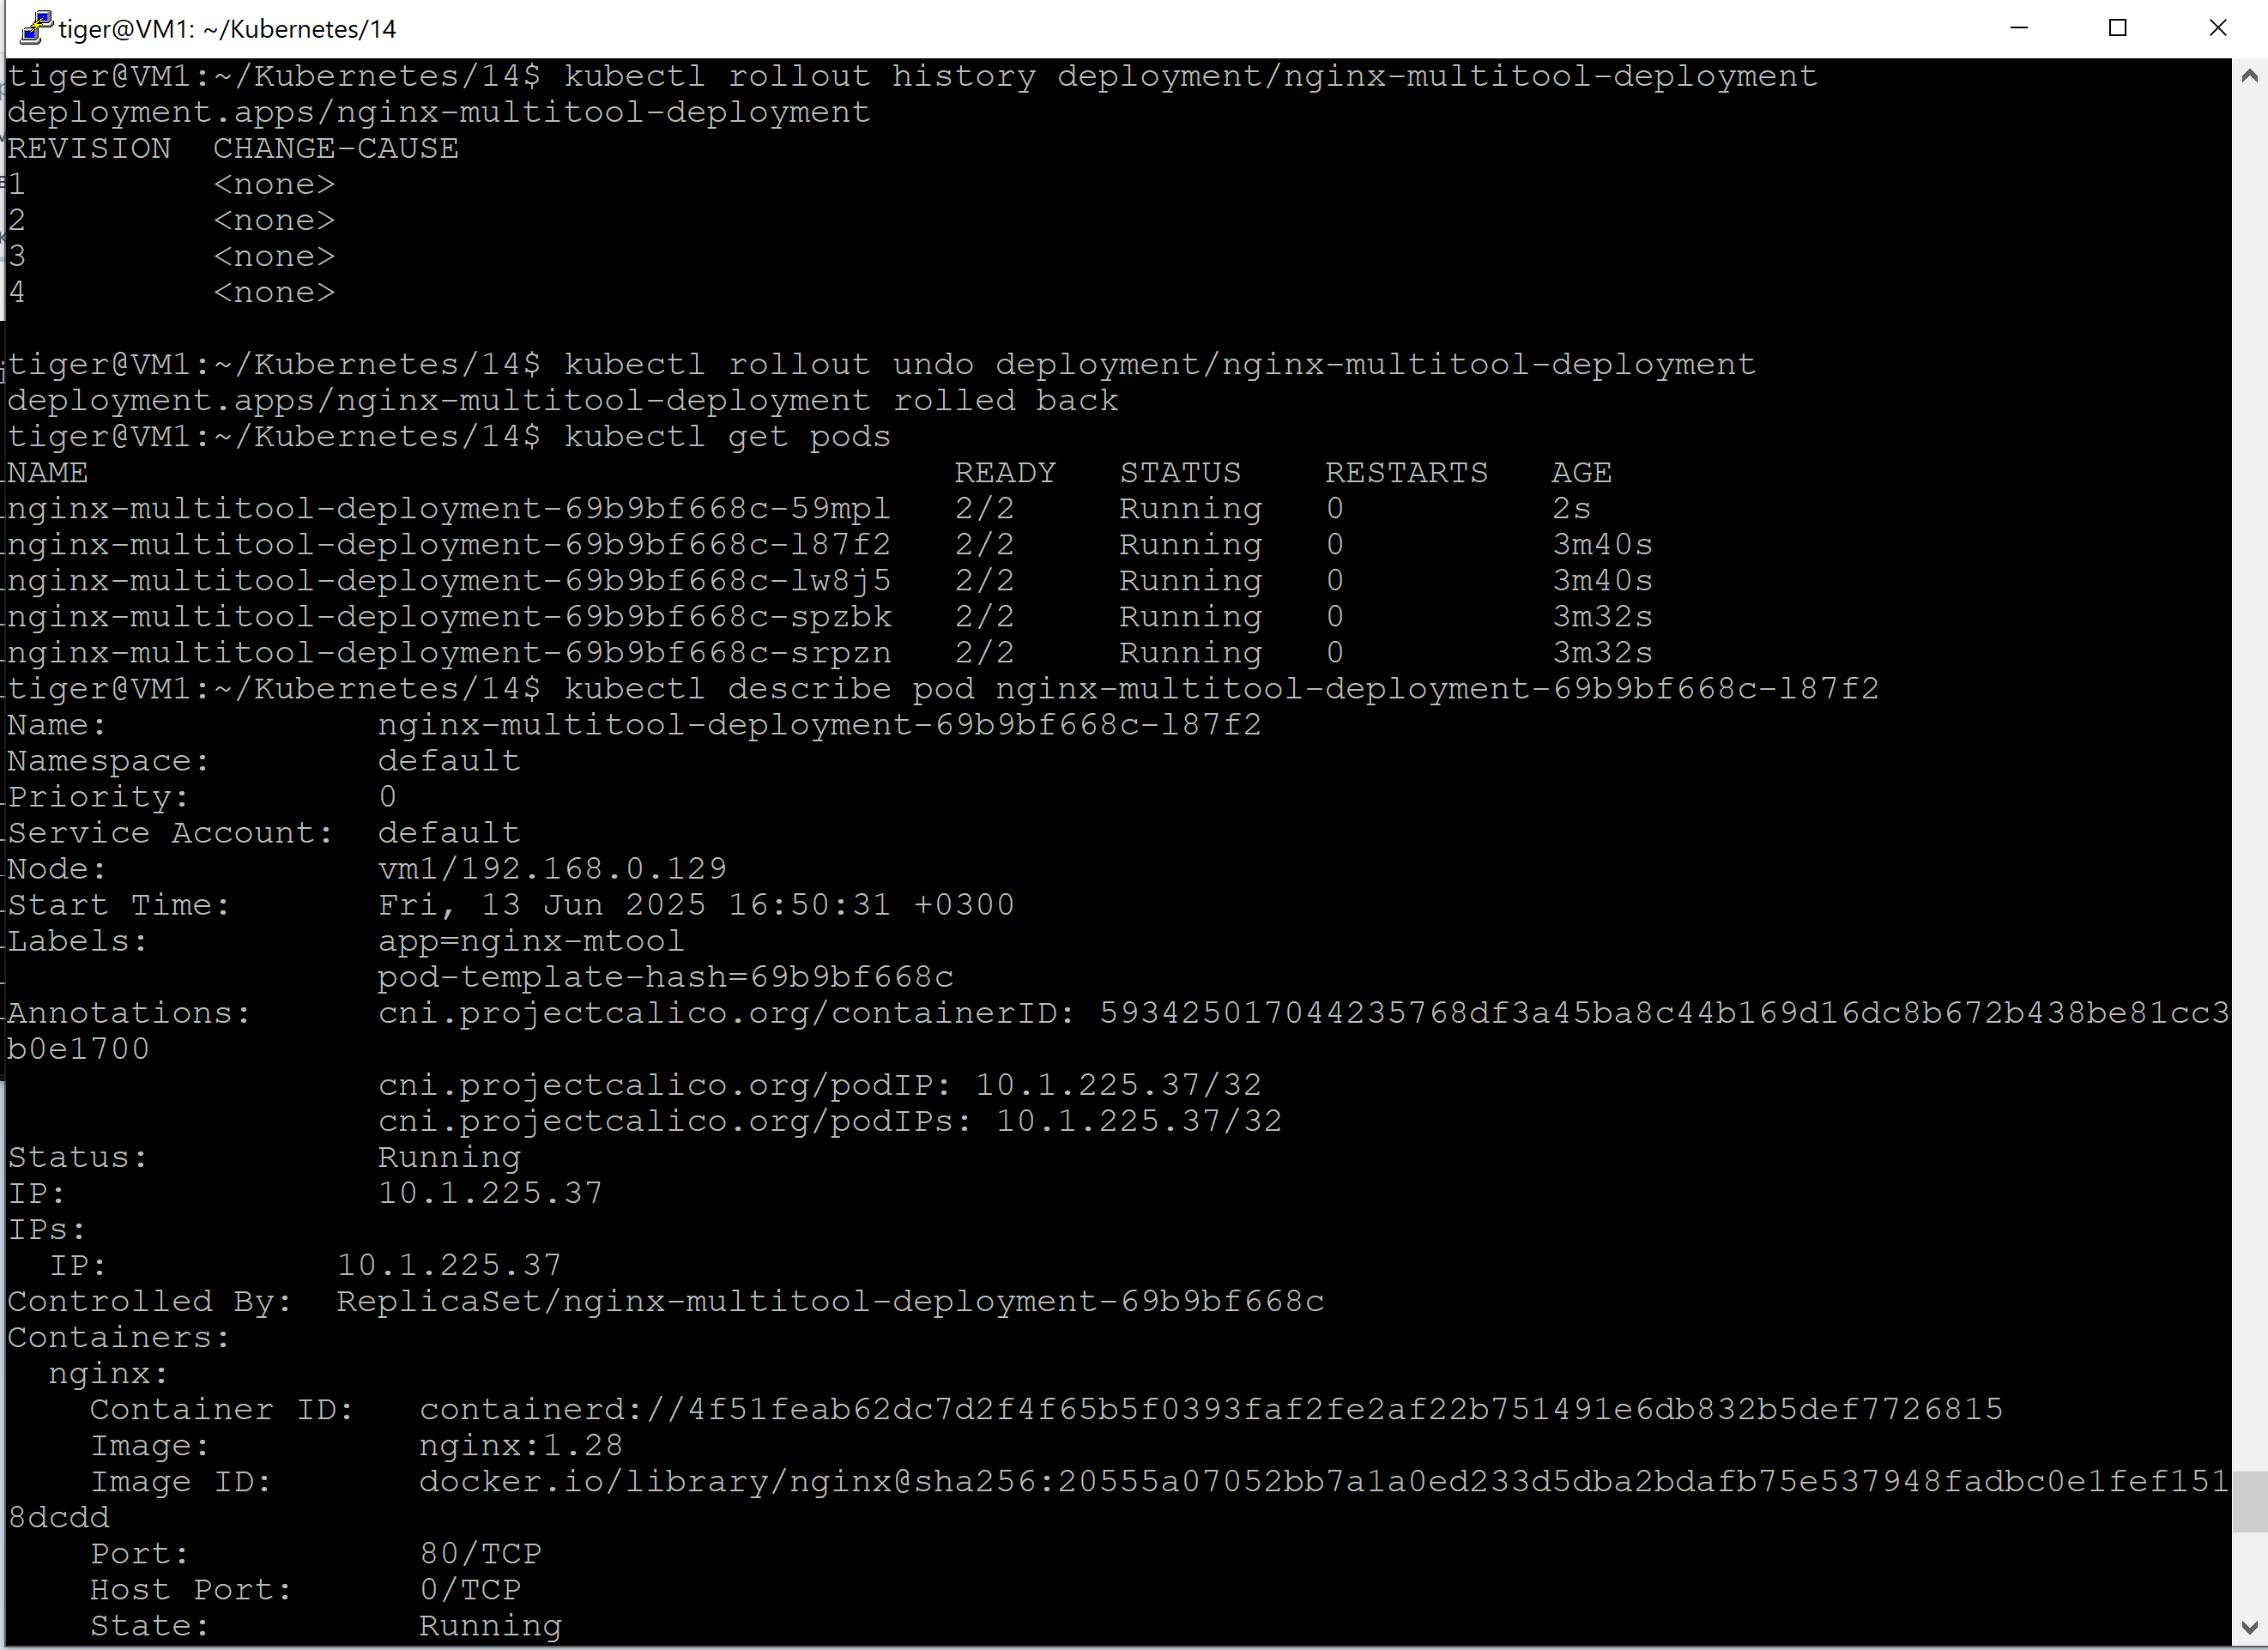 tiger@VM1: ~/Kubernetes/14
tiger@VM1:~/Kubernetes/14$ kubectl rollout history deployment/nginx-multitool-deployment
deployment.apps/nginx-multitool-deployment
REVISION  CHANGE-CAUSE
1         <none>
2         <none>
3         <none>
4         <none>
tiger@VM1:~/Kubernetes/14$ kubectl rollout undo deployment/nginx-multitool-deployment
deployment.apps/nginx-multitool-deployment rolled back
tiger@VM1:~/Kubernetes/14$ kubectl get pods
NAME                                          READY   STATUS    RESTARTS   AGE
nginx-multitool-deployment-69b9bf668c-59mpl   2/2     Running   0          2s
nginx-multitool-deployment-69b9bf668c-l87f2   2/2     Running   0          3m40s
nginx-multitool-deployment-69b9bf668c-lw8j5   2/2     Running   0          3m40s
nginx-multitool-deployment-69b9bf668c-spzbk   2/2     Running   0          3m32s
nginx-multitool-deployment-69b9bf668c-srpzn   2/2     Running   0          3m32s
tiger@VM1:~/Kubernetes/14$ kubectl describe pod nginx-multitool-deployment-69b9bf668c-l87f2
Name:             nginx-multitool-deployment-69b9bf668c-l87f2
Namespace:        default
Priority:         0
Service Account:  default
Node:             vm1/192.168.0.129
Start Time:       Fri, 13 Jun 2025 16:50:31 +0300
Labels:           app=nginx-mtool
                  pod-template-hash=69b9bf668c
Annotations:      cni.projectcalico.org/containerID: 593425017044235768df3a45ba8c44b169d16dc8b672b438be81cc3
b0e1700
                  cni.projectcalico.org/podIP: 10.1.225.37/32
                  cni.projectcalico.org/podIPs: 10.1.225.37/32
Status:           Running
IP:               10.1.225.37
IPs:
  IP:           10.1.225.37
Controlled By:  ReplicaSet/nginx-multitool-deployment-69b9bf668c
Containers:
  nginx:
    Container ID:   containerd://4f51feab62dc7d2f4f65b5f0393faf2fe2af22b751491e6db832b5def7726815
    Image:          nginx:1.28
    Image ID:       docker.io/library/nginx@sha256:20555a07052bb7a1a0ed233d5dba2bdafb75e537948fadbc0e1fef151
8dcdd
    Port:           80/TCP
    Host Port:      0/TCP
    State:          Running